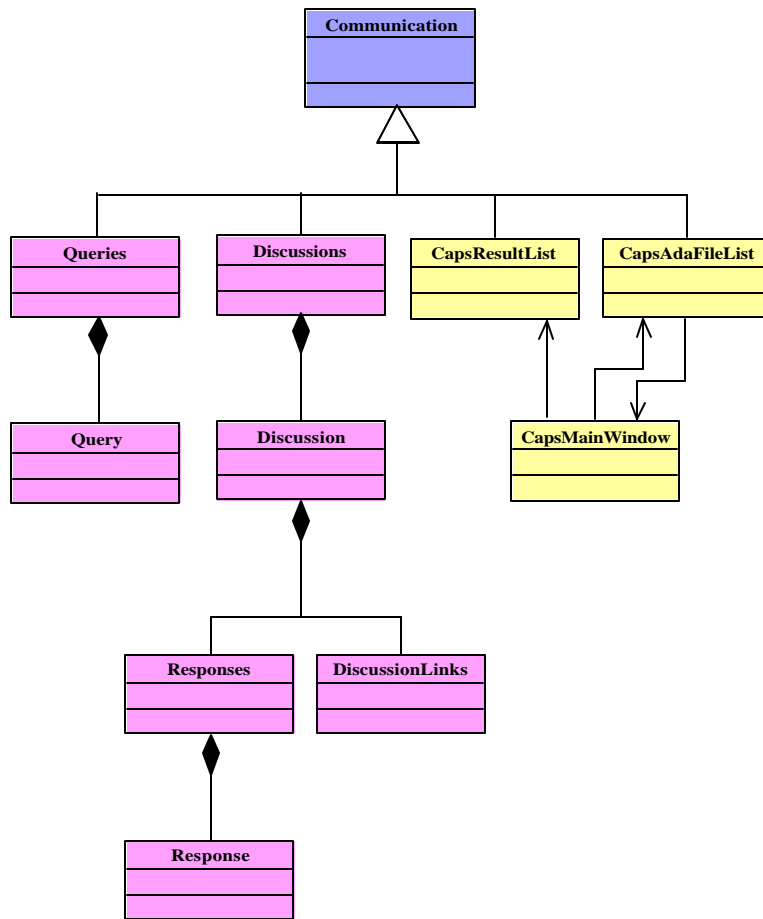 Communication
Queries
Discussions
CapsResultList
CapsAdaFileList
Query
Discussion
CapsMainWindow
Responses
DiscussionLinks
Response